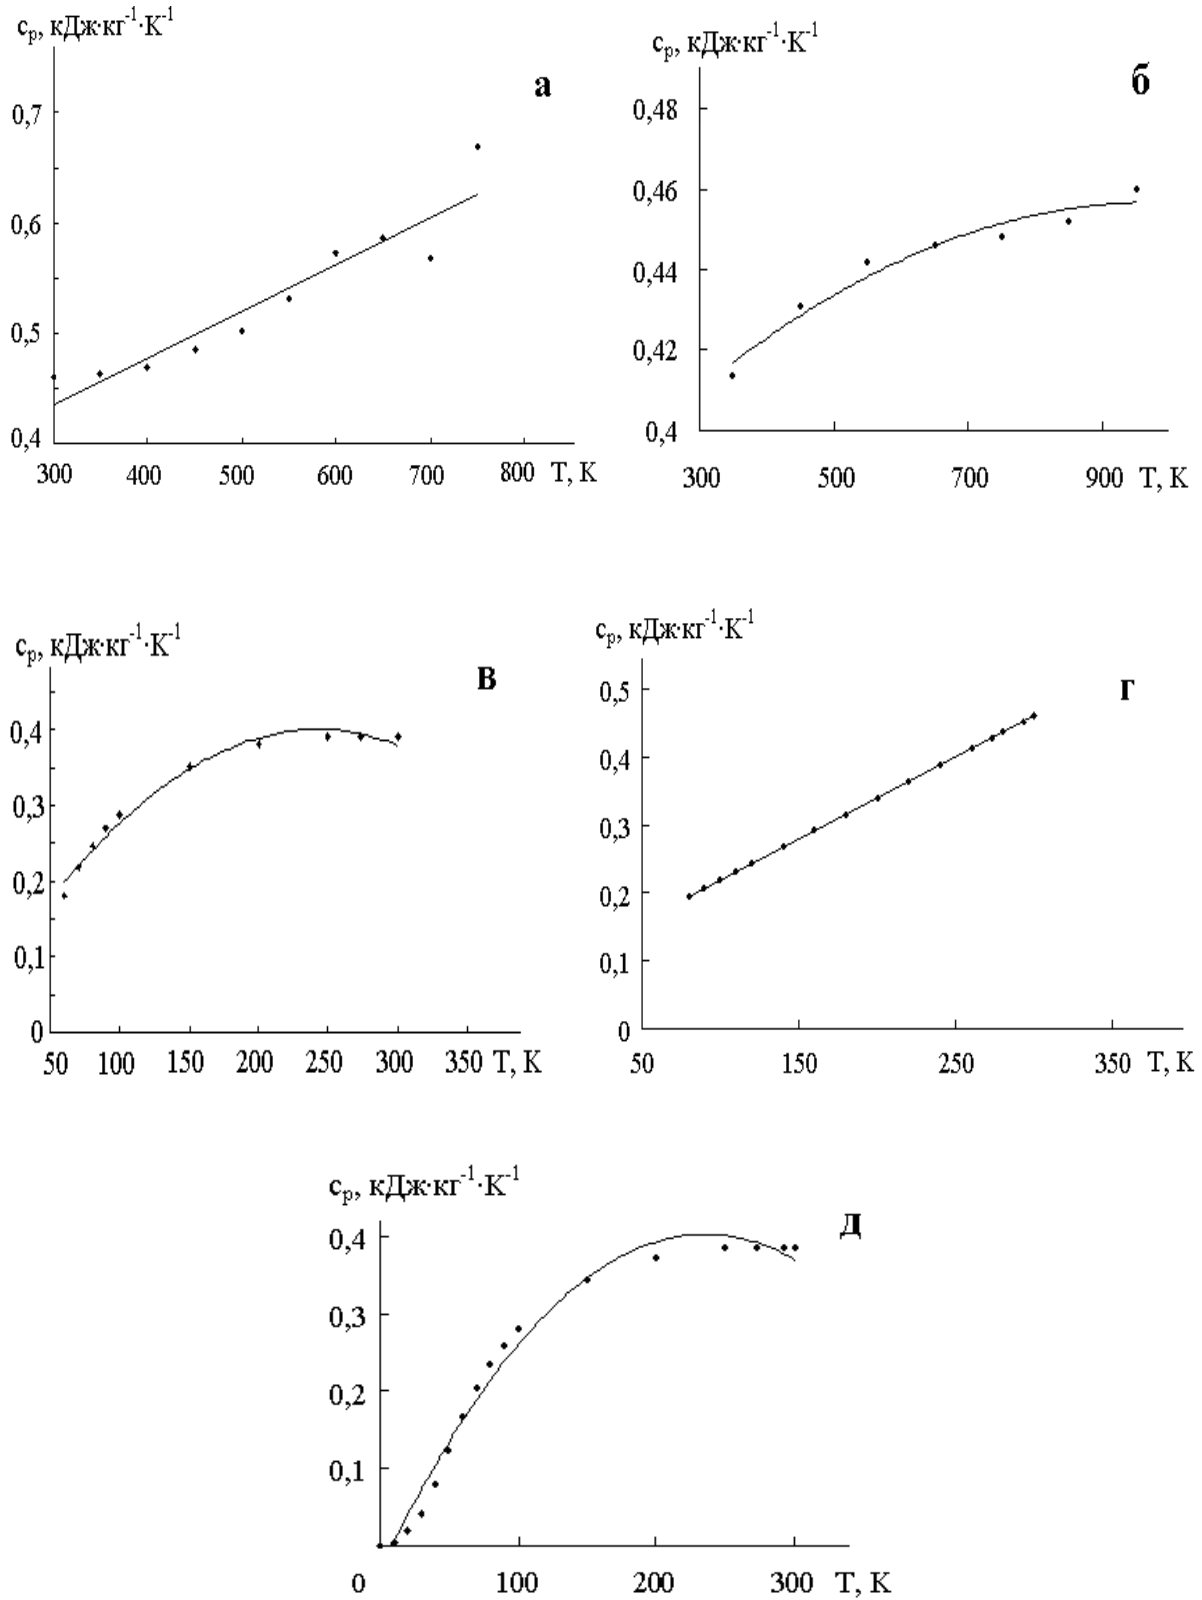 cₚ, кДж·кг⁻¹·К⁻¹
а
0,7
0,6
0,5
0,4
300 400 500 600 700 800 Т, К
cₚ, кДж·кг⁻¹·К⁻¹
б
0,48
0,46
0,44
0,42
0,4
300 500 700 900 Т, К
cₚ, кДж·кг⁻¹·К⁻¹
в
0,4
0,3
0,2
0,1
0
50 100 150 200 250 300 350 Т, К
cₚ, кДж·кг⁻¹·К⁻¹
г
0,5
0,4
0,3
0,2
0,1
0
50 150 250 350 Т, К
cₚ, кДж·кг⁻¹·К⁻¹
д
0,4
0,3
0,2
0,1
0 100 200 300 Т, К